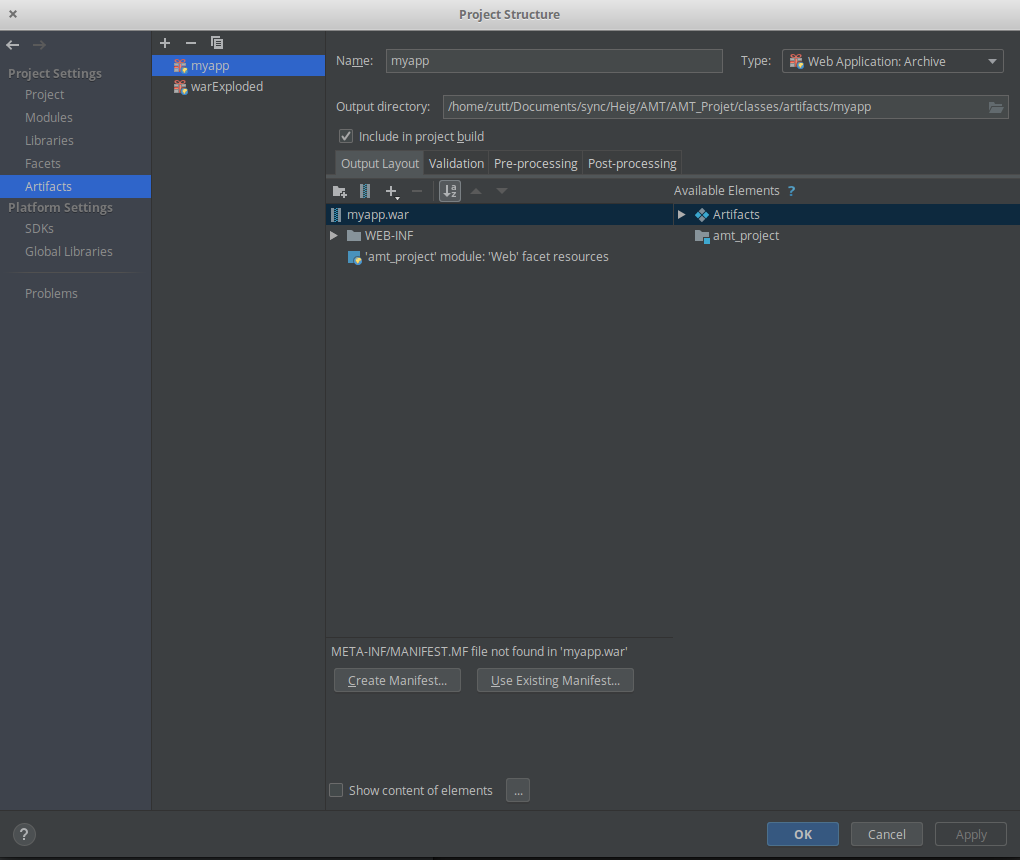 Project Structure
Project Settings
Project
Modules
Libraries
Facets
Artifacts
Platform Settings
SDKs
Global Libraries
Problems
myapp
warExploded
Name: myapp Type: Web Application: Archive
Output directory: /home/zutt/Documents/sync/Heig/AMT/AMT_Projet/classes/artifacts/myapp
Include in project build
Output Layout Validation Pre-processing Post-processing
Available Elements ?
myapp.war
WEB-INF
'amt_project' module: 'Web' facet resources
Artifacts
amt_project
META-INF/MANIFEST.MF file not found in 'myapp.war'
Create Manifest... Use Existing Manifest...
Show content of elements ...
? OK Cancel Apply